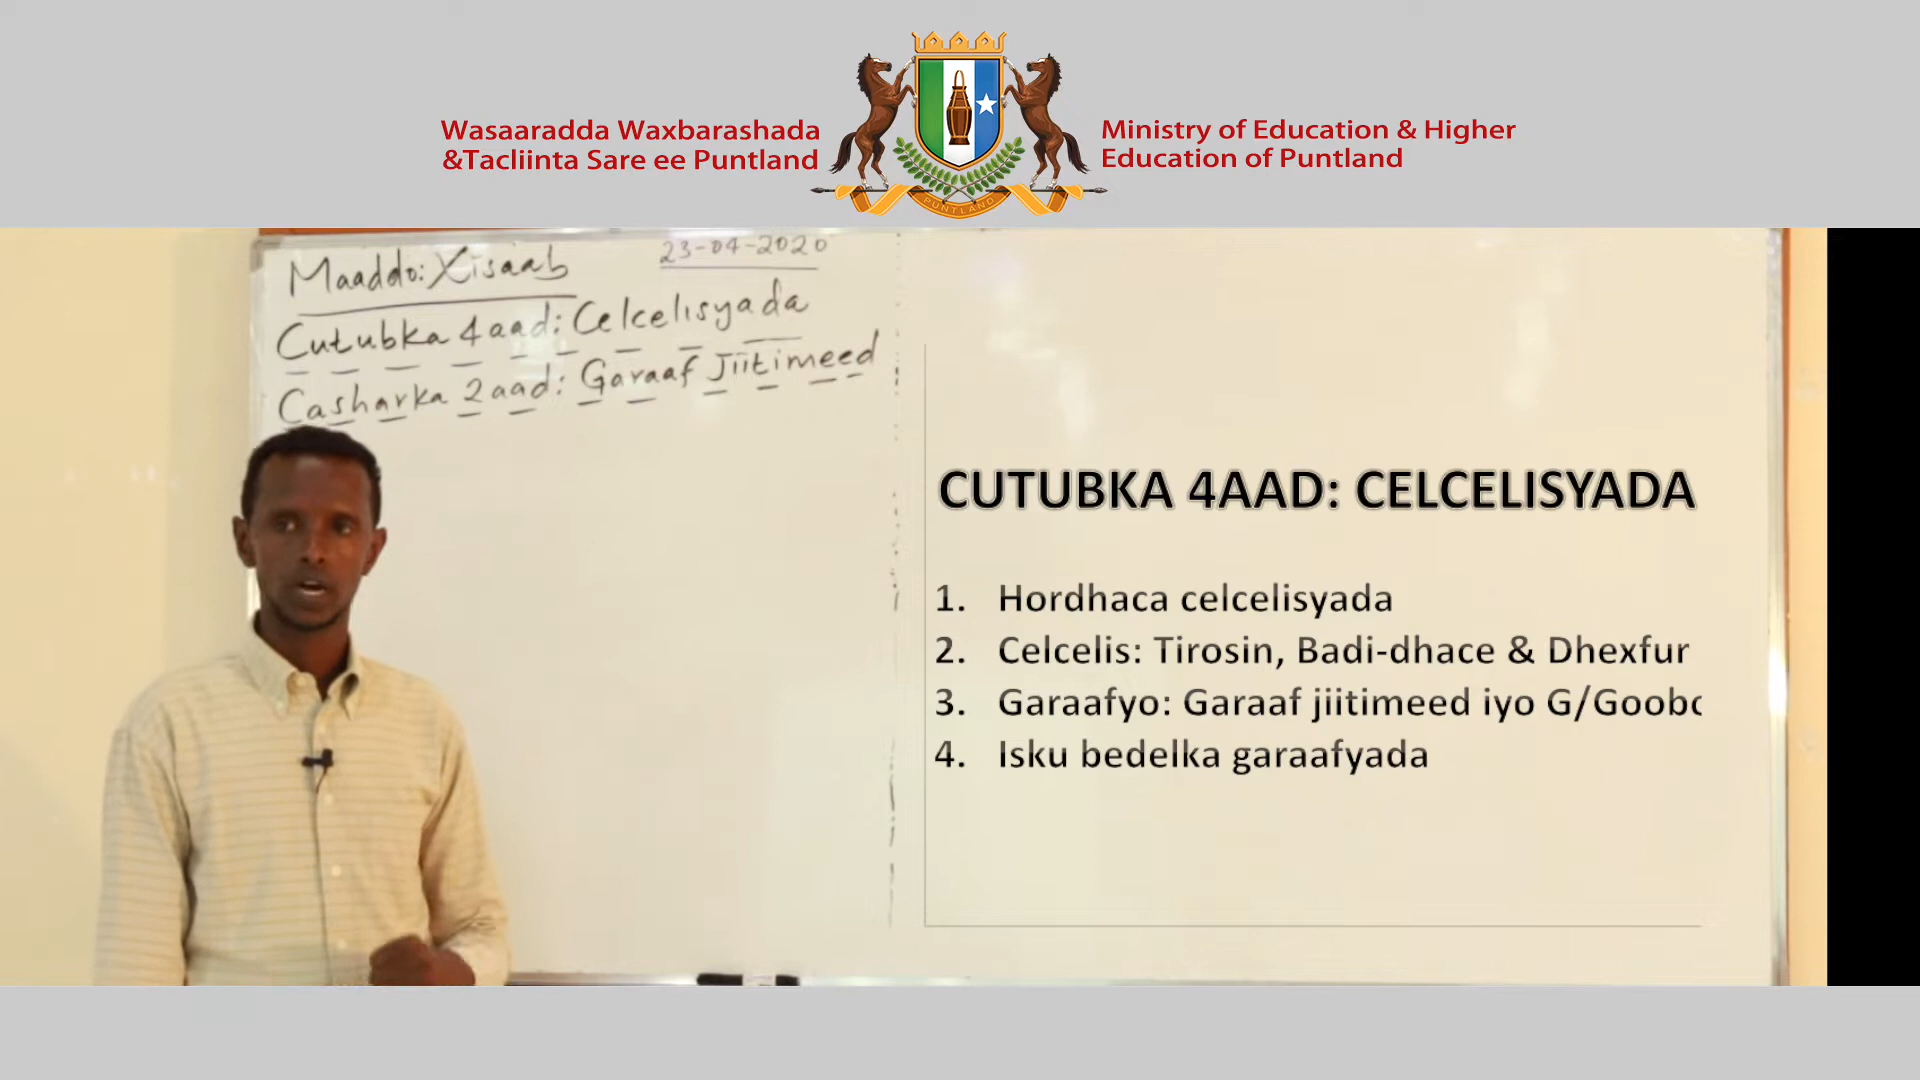 Wasaaradda Waxbarashada
&Tacliinta Sare ee Puntland
Ministry of Education & Higher
Education of Puntland
PUNTLAND
23-04-2020
Maaddo: Xisaab
Cutubka 4aad: Celcelisyada
Casharka 2aad: Garaaf Jiitimeed
CUTUBKA 4AAD: CELCELISYADA
1. Hordhaca celcelisyada
2. Celcelis: Tirosin, Badi-dhace & Dhexfur
3. Garaafyo: Garaaf jiitimeed iyo
4. Isku bedelka garaafyada